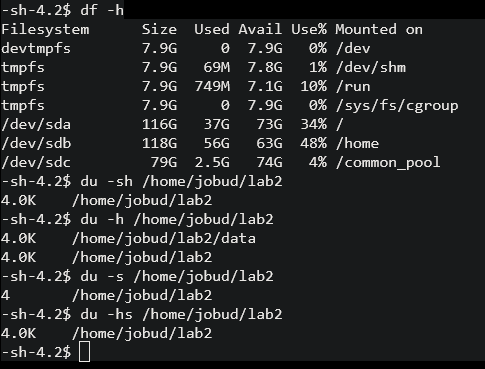 -sh-4.2$ df -h
Filesystem      Size  Used Avail Use% Mounted on
devtmpfs        7.9G     0  7.9G   0% /dev
tmpfs           7.9G   69M  7.8G   1% /dev/shm
tmpfs           7.9G  749M  7.1G  10% /run
tmpfs           7.9G     0  7.9G   0% /sys/fs/cgroup
/dev/sda        116G   37G   73G  34% /
/dev/sdb        118G   56G   63G  48% /home
/dev/sdc         79G  2.5G   74G   4% /common_pool
-sh-4.2$ du -sh /home/jobud/lab2
4.0K    /home/jobud/lab2
-sh-4.2$ du -h /home/jobud/lab2
4.0K    /home/jobud/lab2/data
4.0K    /home/jobud/lab2
-sh-4.2$ du -s /home/jobud/lab2
4       /home/jobud/lab2
-sh-4.2$ du -hs /home/jobud/lab2
4.0K    /home/jobud/lab2
-sh-4.2$